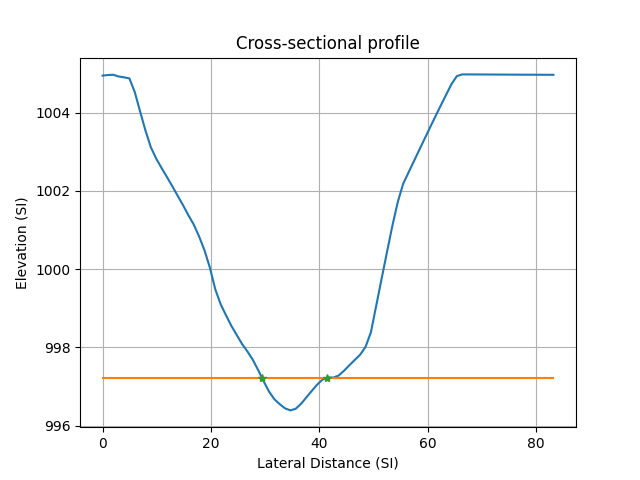 Cross-sectional profile
Elevation (SI)
1004
1002
1000
998
996
0 20 40 60 80
Lateral Distance (SI)